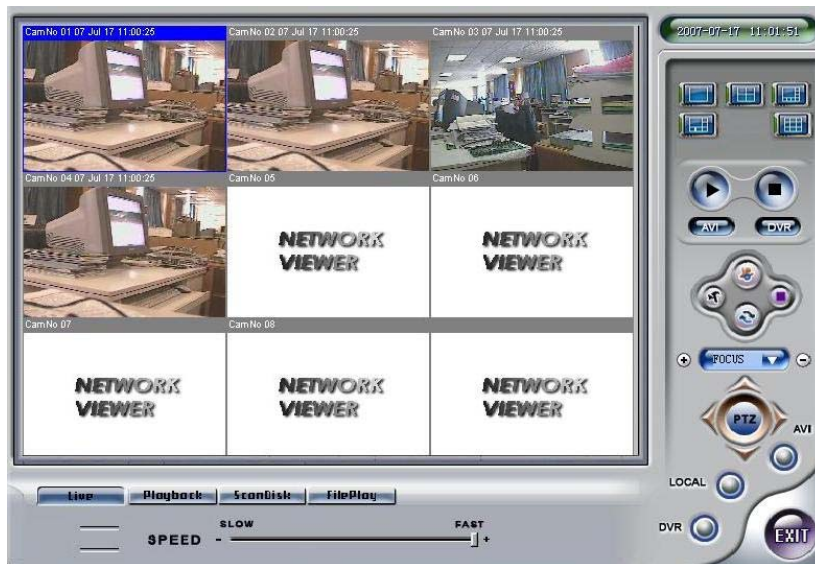 CamNo 01 07 Jul 17 11:00:25
CamNo 02 07 Jul 17 11:00:25
CamNo 03 07 Jul 17 11:00:25
2007-07-17 11:01:51
CamNo 04 07 Jul 17 11:00:25
CamNo 05
CamNo 06
NETWORK
VIEWER
NETWORK
VIEWER
AVI
DVR
CamNo 07
CamNo 08
FOCUS
NETWORK
VIEWER
NETWORK
VIEWER
NETWORK
VIEWER
PTZ
AVI
LOCAL
DVR
EXIT
Live
Playback
ScanDisk
FilePlay
SLOW
FAST
SPEED - +